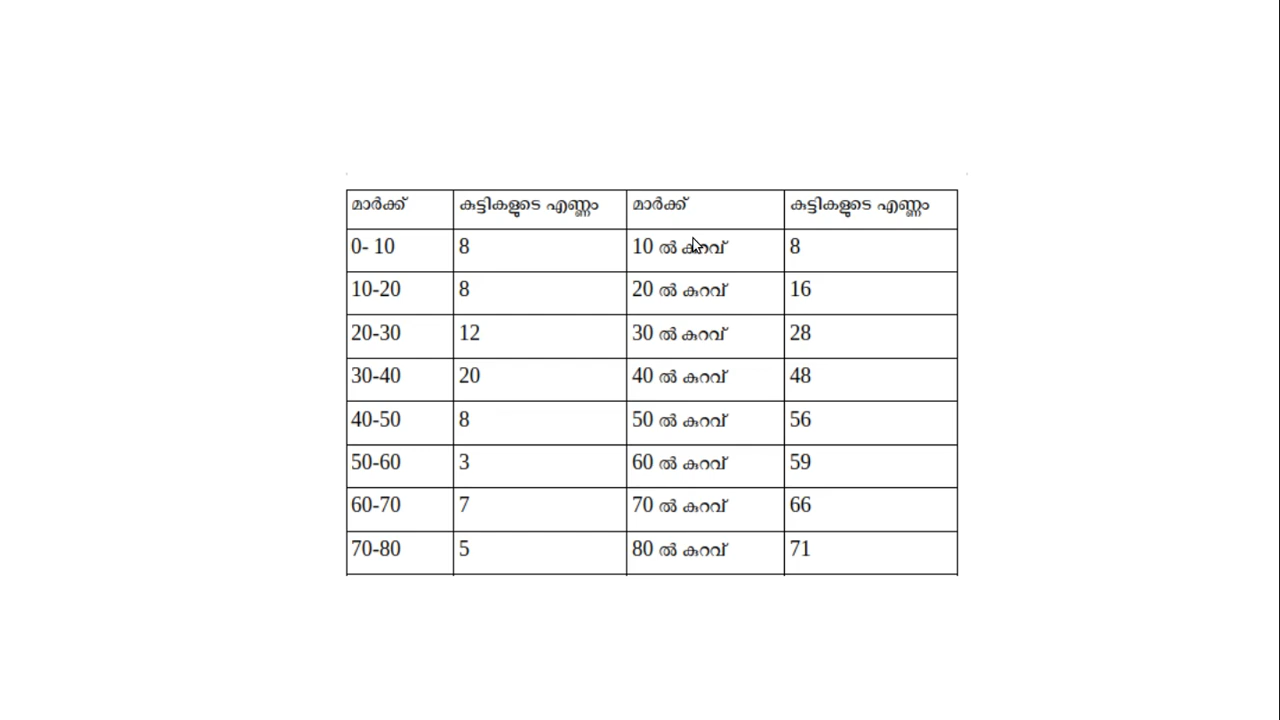 മാർക്ക് കുട്ടികളുടെ എണ്ണം മാർക്ക് കുട്ടികളുടെ എണ്ണം
0- 10 8 10 ൽ കുറവ് 8
10-20 8 20 ൽ കുറവ് 16
20-30 12 30 ൽ കുറവ് 28
30-40 20 40 ൽ കുറവ് 48
40-50 8 50 ൽ കുറവ് 56
50-60 3 60 ൽ കുറവ് 59
60-70 7 70 ൽ കുറവ് 66
70-80 5 80 ൽ കുറവ് 71